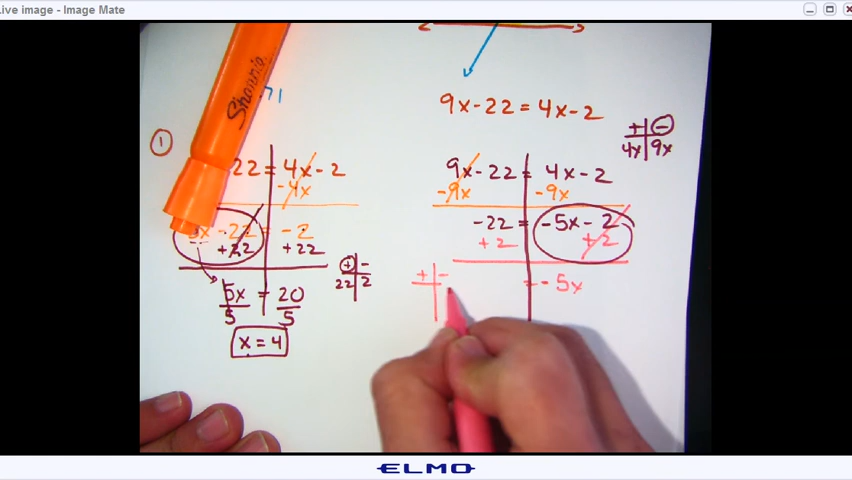 Live image - Image Mate
71
9x-22 = 4x-2
+ -
4x 9x
1
22 = 4x - 2
-4x
5x - 22 = -2
+22 +22
+ -
22 2
5x = 20
5 5
x = 4
9x - 22 = 4x - 2
-9x -9x
-22 = -5x - 2
+2 +2
+ -
= -5x
Sharpie
ELMO